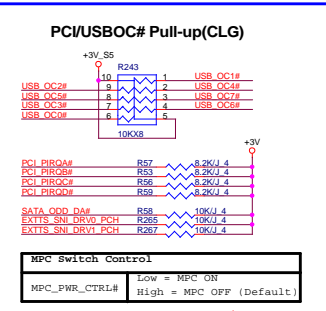 PCI/USBOC# Pull-up(CLG)
+3V_S5
R243
10 1 USB_OC1#
USB_OC2# 9 2 USB_OC4#
USB_OC5# 8 3 USB_OC7#
USB_OC3# 7 4 USB_OC6#
USB_OC0# 6 5
10KX8
+3V
PCI_PIRQA# R57 8.2K/J_4
PCI_PIRQB# R53 8.2K/J_4
PCI_PIRQC# R56 8.2K/J_4
PCI_PIRQD# R59 8.2K/J_4
SATA_ODD_DA# R58 10K/J_4
EXTTS_SNI_DRV0_PCH R265 10K/J_4
EXTTS_SNI_DRV1_PCH R267 10K/J_4
MPC Switch Control
MPC_PWR_CTRL# Low = MPC ON
High = MPC OFF (Default)